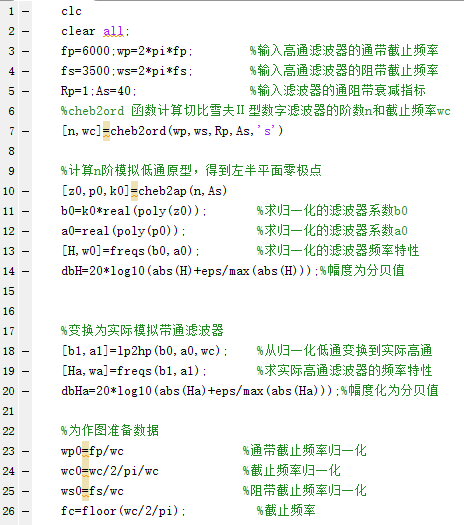 1 — clc
2 — clear all;
3 — fp=6000;wp=2*pi*fp; %输入高通滤波器的通带截止频率
4 — fs=3500;ws=2*pi*fs; %输入高通滤波器的阻带截止频率
5 — Rp=1;As=40; %输入滤波器的通阻带衰减指标
6 %cheb2ord 函数计算切比雪夫Ⅱ型数字滤波器的阶数n和截止频率wc
7 — [n,wc]=cheb2ord(wp,ws,Rp,As,'s')
8
9 %计算n阶模拟低通原型，得到左半平面零极点
10 — [z0,p0,k0]=cheb2ap(n,As)
11 — b0=k0*real(poly(z0)); %求归一化的滤波器系数b0
12 — a0=real(poly(p0)); %求归一化的滤波器系数a0
13 — [H,w0]=freqs(b0,a0); %求归一化的滤波器频率特性
14 — dbH=20*log10(abs(H)+eps/max(abs(H)));%幅度为分贝值
15
16
17 %变换为实际模拟带通滤波器
18 — [b1,a1]=lp2hp(b0,a0,wc); %从归一化低通变换到实际高通
19 — [Ha,wa]=freqs(b1,a1); %求实际高通滤波器的频率特性
20 — dbHa=20*log10(abs(Ha)+eps/max(abs(Ha)));%幅度化为分贝值
21
22 %为作图准备数据
23 — wp0=fp/wc %通带截止频率归一化
24 — wc0=wc/2/pi/wc %截止频率归一化
25 — ws0=fs/wc %阻带截止频率归一化
26 — fc=floor(wc/2/pi); %截止频率